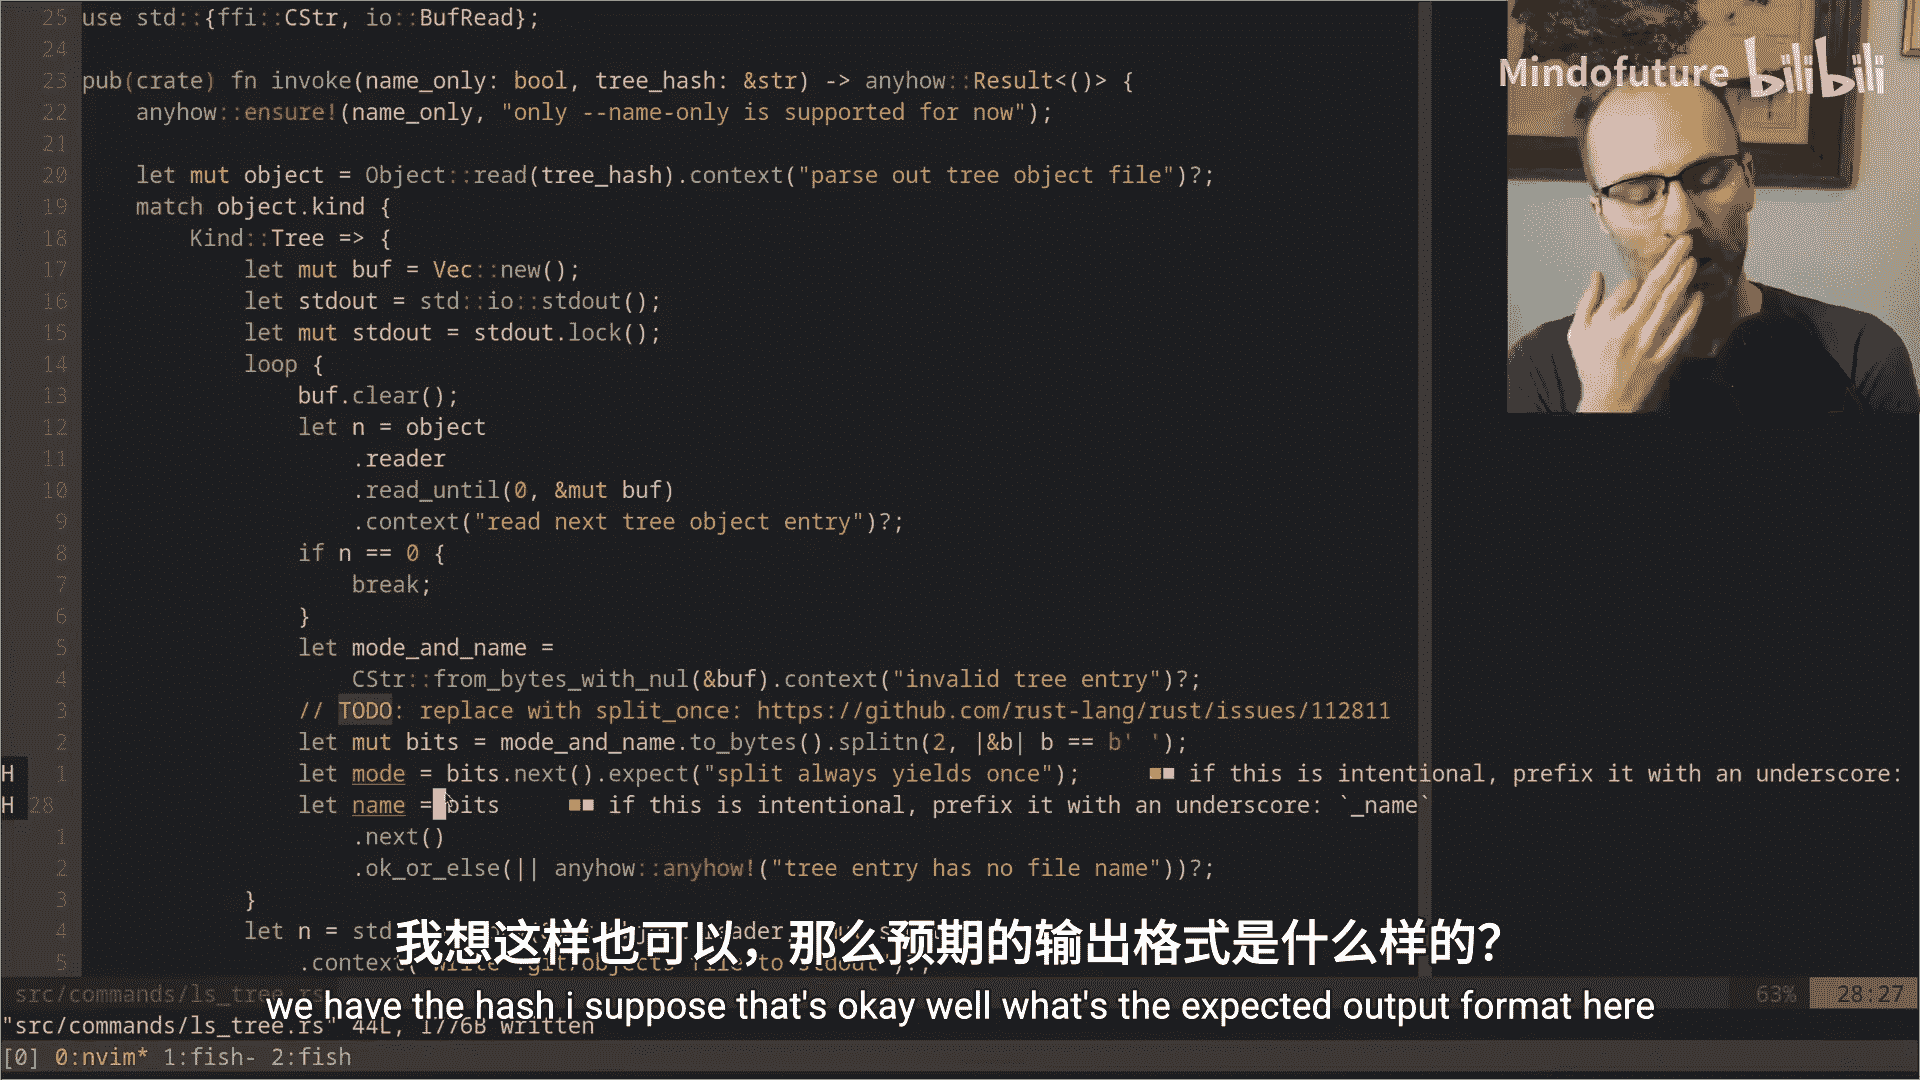 25 use std::{ffi::CStr, io::BufRead};
24
23 pub(crate) fn invoke(name_only: bool, tree_hash: &str) -> anyhow::Result<()> {
22 anyhow::ensure!(name_only, "only --name-only is supported for now");
21
20 let mut object = Object::read(tree_hash).context("parse out tree object file")?;
19 match object.kind {
18 Kind::Tree => {
17 let mut buf = Vec::new();
16 let stdout = std::io::stdout();
15 let mut stdout = stdout.lock();
14 loop {
13 buf.clear();
12 let n = object
11 .reader
10 .read_until(0, &mut buf)
9 .context("read next tree object entry")?;
8 if n == 0 {
7 break;
6 }
5 let mode_and_name =
4 CStr::from_bytes_with_nul(&buf).context("invalid tree entry")?;
3 // TODO: replace with split_once: https://github.com/rust-lang/rust/issues/112811
2 let mut bits = mode_and_name.to_bytes().splitn(2, |&b| b == b' ');
H 1 let mode = bits.next().expect("split always yields once"); ■■ if this is intentional, prefix it with an underscore:
H 28 let name = bits ■■ if this is intentional, prefix it with an underscore: `_name`
1 .next()
2 .ok_or_else(|| anyhow::anyhow!("tree entry has no file name"))?;
3 }
4 let n = std
5 .context("write .git/objects file to stdout")?;
src/commands/ls_tree.rs 63% 28:27
"src/commands/ls_tree.rs" 44L, 1776B written
[0] 0:nvim* 1:fish- 2:fish
Mindofuture bilibili
我想这样也可以，那么预期的输出格式是什么样的？
we have the hash i suppose that's okay well what's the expected output format here